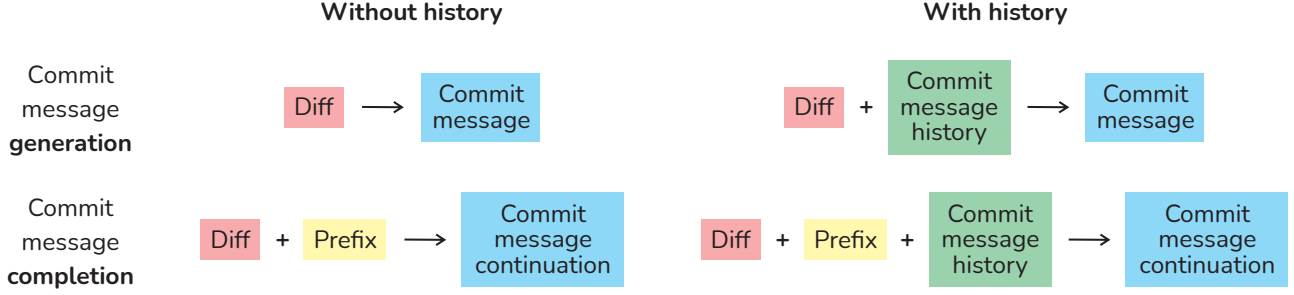 Without history
With history
Commit
message
generation
Diff → Commit
message
Diff + Commit
message
history → Commit
message
Commit
message
completion
Diff + Prefix → Commit
message
continuation
Diff + Prefix + Commit
message
history → Commit
message
continuation